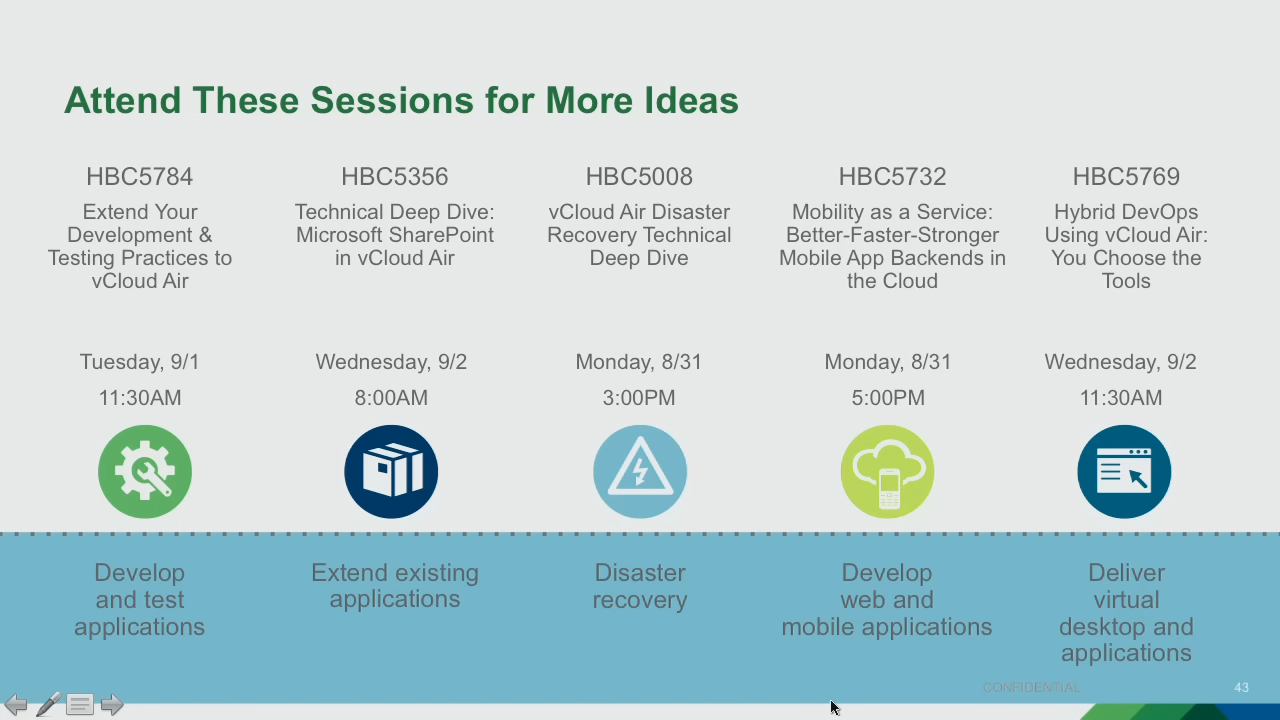 Attend These Sessions for More Ideas
HBC5784
Extend Your
Development &
Testing Practices to
vCloud Air
Tuesday, 9/1
11:30AM
Develop
and test
applications
HBC5356
Technical Deep Dive:
Microsoft SharePoint
in vCloud Air
Wednesday, 9/2
8:00AM
Extend existing
applications
HBC5008
vCloud Air Disaster
Recovery Technical
Deep Dive
Monday, 8/31
3:00PM
Disaster
recovery
HBC5732
Mobility as a Service:
Better-Faster-Stronger
Mobile App Backends in
the Cloud
Monday, 8/31
5:00PM
Develop
web and
mobile applications
HBC5769
Hybrid DevOps
Using vCloud Air:
You Choose the
Tools
Wednesday, 9/2
11:30AM
Deliver
virtual
desktop and
applications
CONFIDENTIAL
43